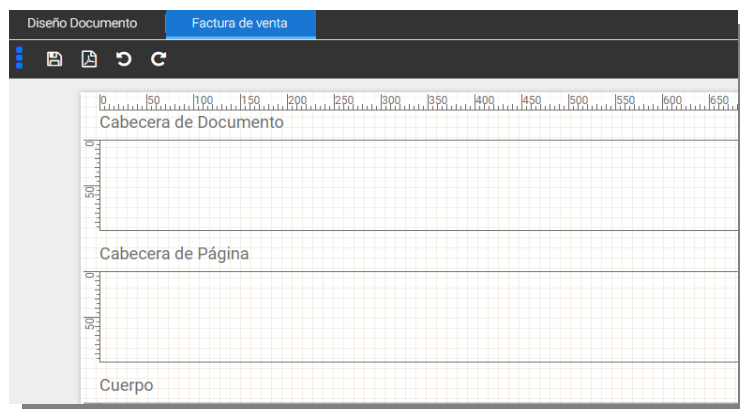 Diseño Documento Factura de venta
0 50 100 150 200 250 300 350 400 450 500 550 600 650
Cabecera de Documento
0
50
Cabecera de Página
0
50
Cuerpo